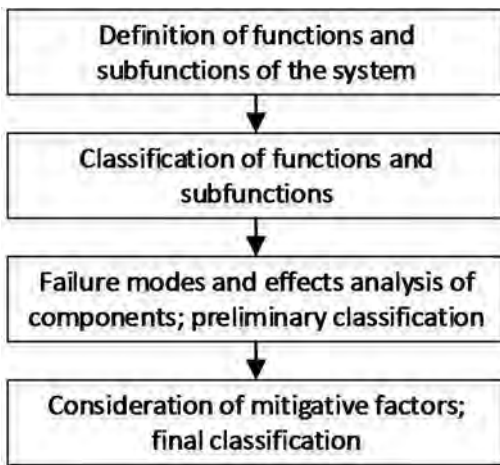 Definition of functions and
subfunctions of the system
Classification of functions and
subfunctions
Failure modes and effects analysis of
components; preliminary classification
Consideration of mitigative factors;
final classification